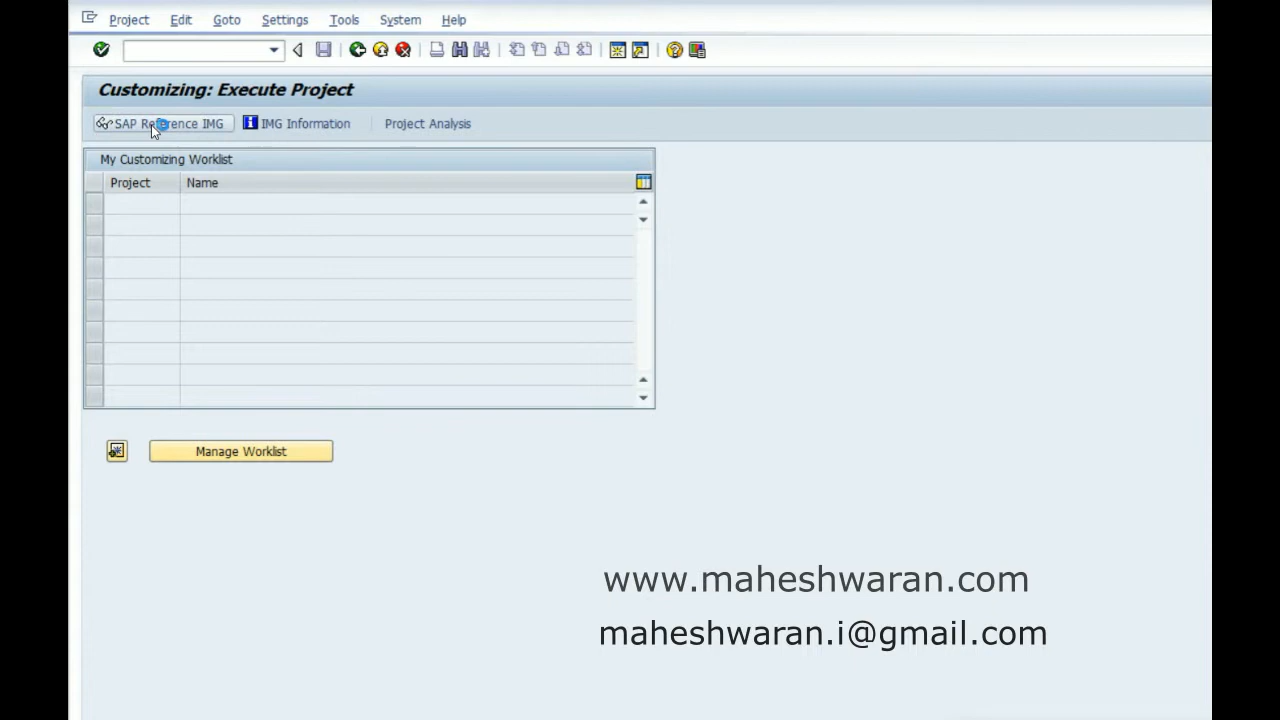 Project Edit Goto Settings Tools System Help
Customizing: Execute Project
SAP Reference IMG IMG Information Project Analysis
My Customizing Worklist
Project Name
Manage Worklist
www.maheshwaran.com
maheshwaran.i@gmail.com